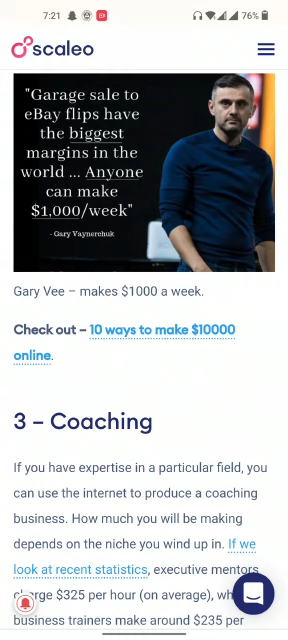 7:21
76%
scaleo
"Garage sale to
eBay flips have
the biggest
margins in the
world ... Anyone
can make
$1,000/week"
- Gary Vaynerchuk
Gary Vee – makes $1000 a week.
Check out – 10 ways to make $10000
online.
3 – Coaching
If you have expertise in a particular field, you
can use the internet to produce a coaching
business. How much you will be making
depends on the niche you wind up in. If we
look at recent statistics, executive mentors
charge $325 per hour (on average), wh
business trainers make around $235 per